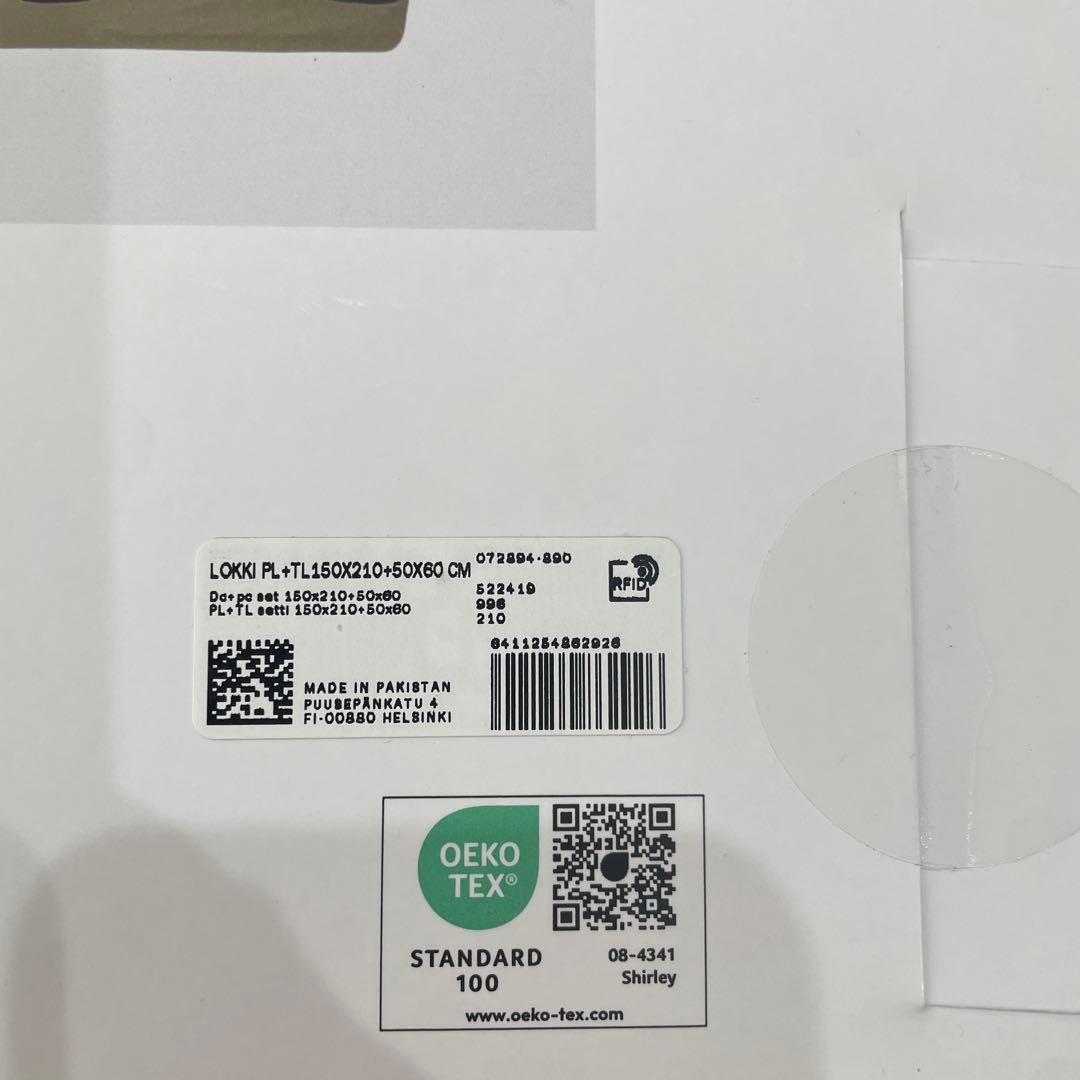 LOKKI PL+TL150X210+50X60 CM
072894-890
Dc+pc set 150x210+50x60
PL+TL setti 150x210+50x60
522419
996
210
RFID
6411254862926
MADE IN PAKISTAN
PUUSEPÄNKATU 4
FI-00880 HELSINKI
OEKO
TEX®
STANDARD
100
08-4341
Shirley
www.oeko-tex.com